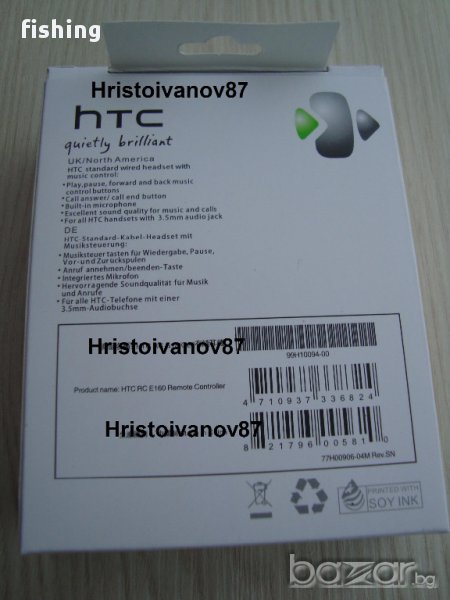 fishing
Hristoivanov87
hTC
quietly brilliant
UK/North America
HTC standard wired headset with
music control:
• Play,pause, forward and back music
control buttons
• Call answer/ call end button
• Built-in microphone
• Excellent sound quality for music and calls
• For all HTC handsets with 3.5mm audio jack
DE
HTC-Standard-Kabel-Headset mit
Musiksteuerung:
• Musiksteuer tasten für Wiedergabe, Pause,
Vor-und Zurückspulen
• Anruf annehmen/beenden-Taste
• Integriertes Mikrofon
• Hervorragende Soundqualität für Musik
und Anrufe
• Für alle HTC-Telefone mit einer
3.5mm-Audiobuchse
Hristoivanov87
99H10094-00
Product name: HTC RC E160 Remote Controller
4 710937 336824
Hristoivanov87
8 21796 00581 0
77H00906-04M Rev.SN
PRINTED WITH
SOY INK
bazar.bg